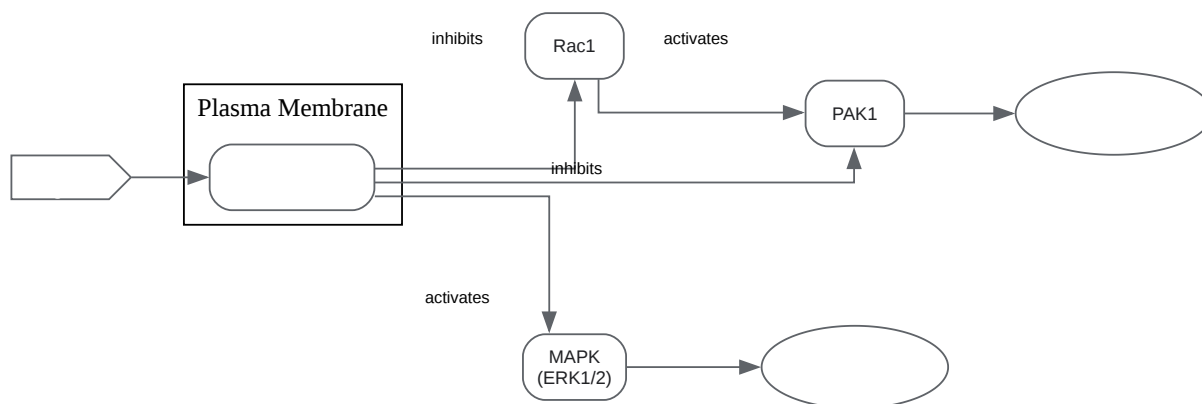 inhibits
Rac1
activates
Plasma Membrane
PAK1
inhibits
activates
MAPK
(ERK1/2)